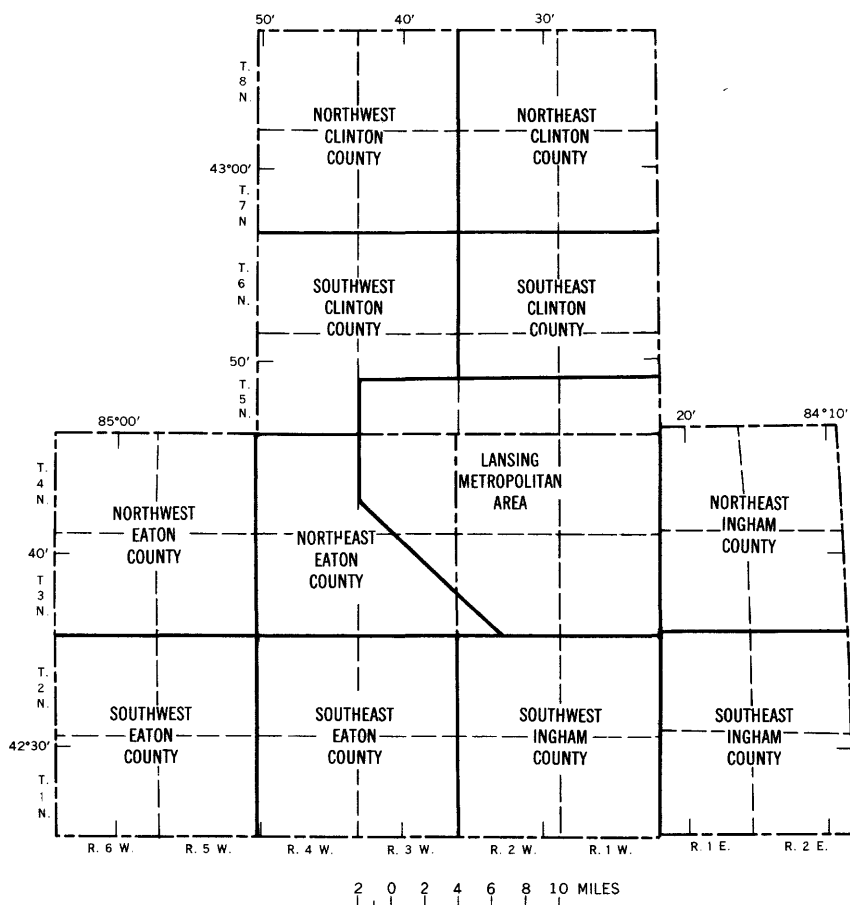 50' 40' 30'
T.
8
N.
NORTHWEST
CLINTON
COUNTY
NORTHEAST
CLINTON
COUNTY
43°00'
T.
7
N
T.
6
N.
SOUTHWEST
CLINTON
COUNTY
SOUTHEAST
CLINTON
COUNTY
50'
T.
5
N.
85°00'
20' 84°10'
T.
4
N.
LANSING
METROPOLITAN
AREA
NORTHWEST
EATON
COUNTY
NORTHEAST
EATON
COUNTY
NORTHEAST
INGHAM
COUNTY
40'
T.
3
N.
T.
2
N.
SOUTHWEST
EATON
COUNTY
SOUTHEAST
EATON
COUNTY
SOUTHWEST
INGHAM
COUNTY
SOUTHEAST
INGHAM
COUNTY
42°30'
T.
1
N.
R. 6 W. R. 5 W. R. 4 W. R. 3 W. R. 2 W. R. 1 W. R. 1 E. R. 2 E.
2 0 2 4 6 8 10 MILES